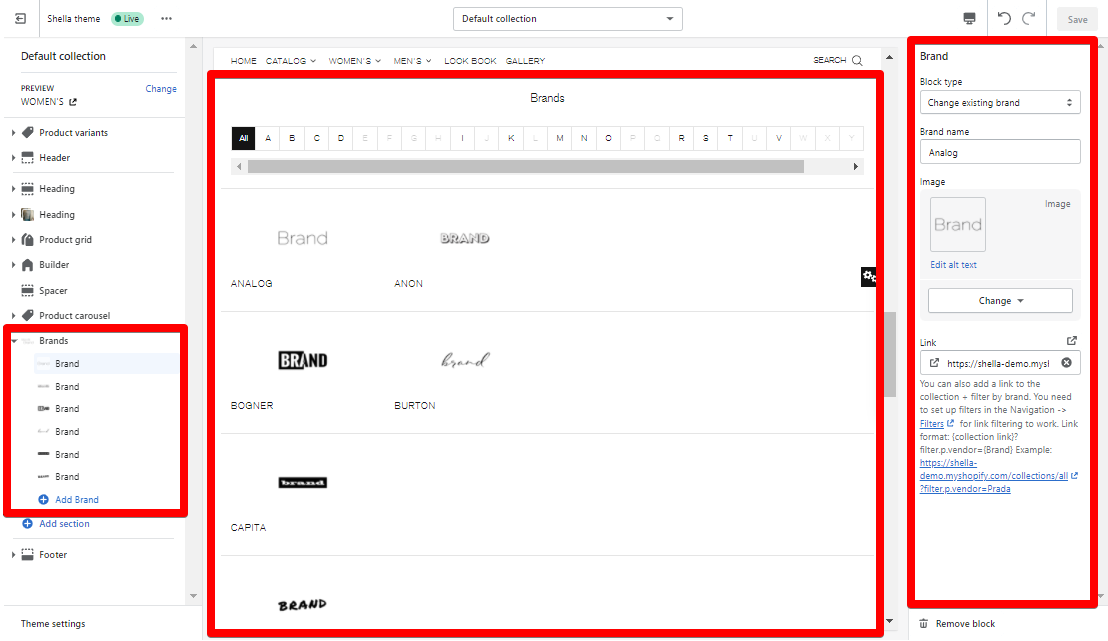 Shella theme
Live
Default collection
Save
Default collection
PREVIEW
Change
WOMEN'S
Product variants
Header
Heading
Heading
Product grid
Builder
Spacer
Product carousel
Brands
Brand
Brand
Brand
Brand
Brand
Brand
Add Brand
Add section
Footer
Theme settings
HOME CATALOG WOMEN'S MEN'S LOOK BOOK GALLERY
SEARCH
Brands
All A B C D E F G H I J K L M N O P Q R S T U V W X Y
Brand BRAND
ANALOG ANON
BRAND brand
BOGNER BURTON
brand
CAPITA
BRAND
Brand
Block type
Change existing brand
Brand name
Analog
Image
Image
Brand
Edit alt text
Change
Link
https://shella-demo.mysl
You can also add a link to the
collection + filter by brand. You need
to set up filters in the Navigation ->
Filters for link filtering to work. Link
format: {collection link}?
filter.p.vendor={Brand} Example:
https://shella-
demo.myshopify.com/collections/all
?filter.p.vendor=Prada
Remove block